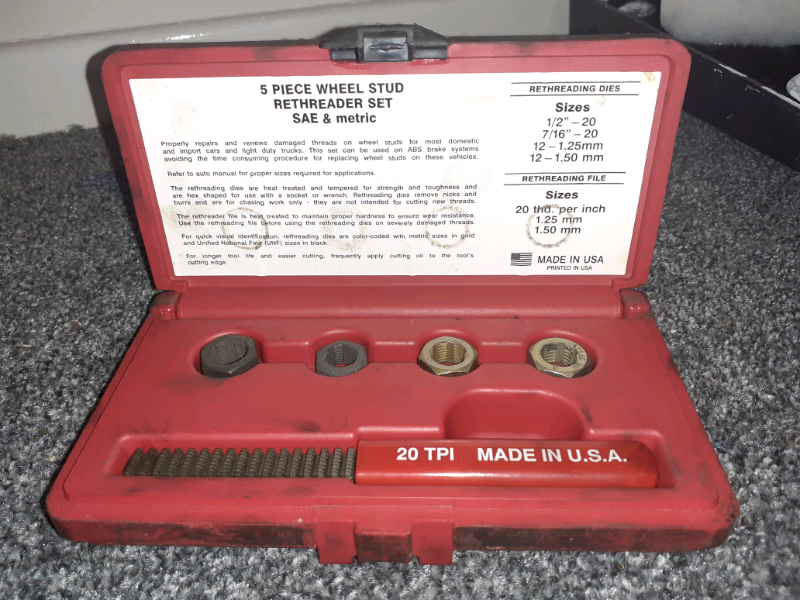 5 PIECE WHEEL STUD
RETHREADER SET
SAE & metric
Properly repairs and renews damaged threads on wheel studs for most domestic
and import cars and light duty trucks. This set can be used on ABS brake systems
avoiding the time consuming procedure for replacing wheel studs on these vehicles.
Refer to auto manual for proper sizes required for applications.
The rethreading dies are heat treated and tempered for strength and toughness and
are hex shaped for use with a socket or wrench. Rethreading dies remove nicks and
burrs and are for chasing work only - they are not intended for cutting new threads.
The rethreader file is heat treated to maintain proper hardness to ensure wear resistance.
Use the rethreading file before using the rethreading dies on severely damaged threads.
For quick visual identification, rethreading dies are color-coded with metric sizes in gold
and Unified National Fine (UNF) sizes in black.
For longer tool life and easier cutting, frequently apply cutting oil to the tool's
cutting edge.
RETHREADING DIES
Sizes
1/2" – 20
7/16" – 20
12 – 1.25mm
12 – 1.50 mm
RETHREADING FILE
Sizes
20 thd. per inch
1.25 mm
1.50 mm
MADE IN USA
PRINTED IN USA
20 TPI MADE IN U.S.A.